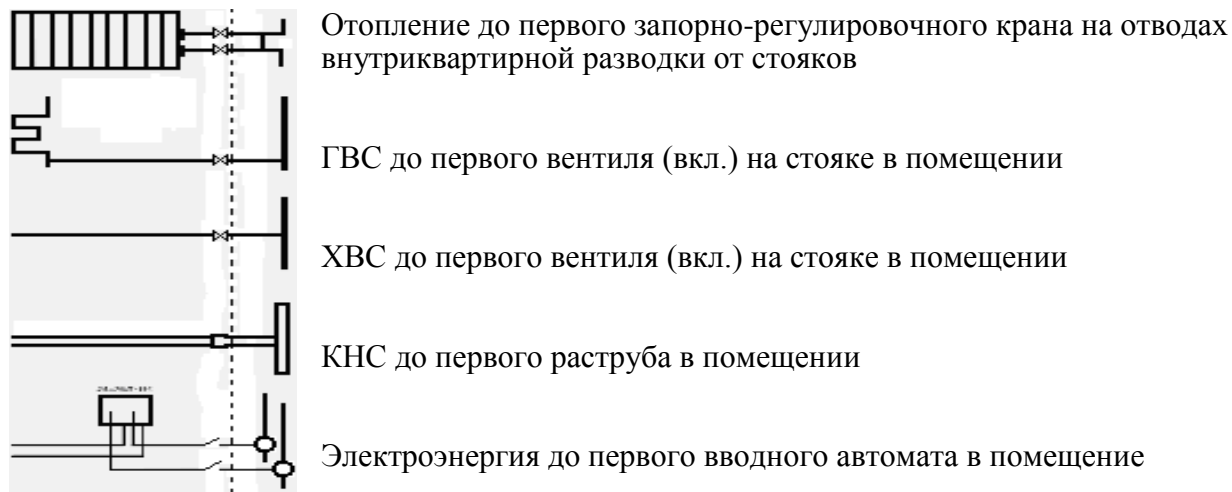 Отопление до первого запорно-регулировочного крана на отводах
внутриквартирной разводки от стояков
ГВС до первого вентиля (вкл.) на стояке в помещении
ХВС до первого вентиля (вкл.) на стояке в помещении
КНС до первого раструба в помещении
Электроэнергия до первого вводного автомата в помещение